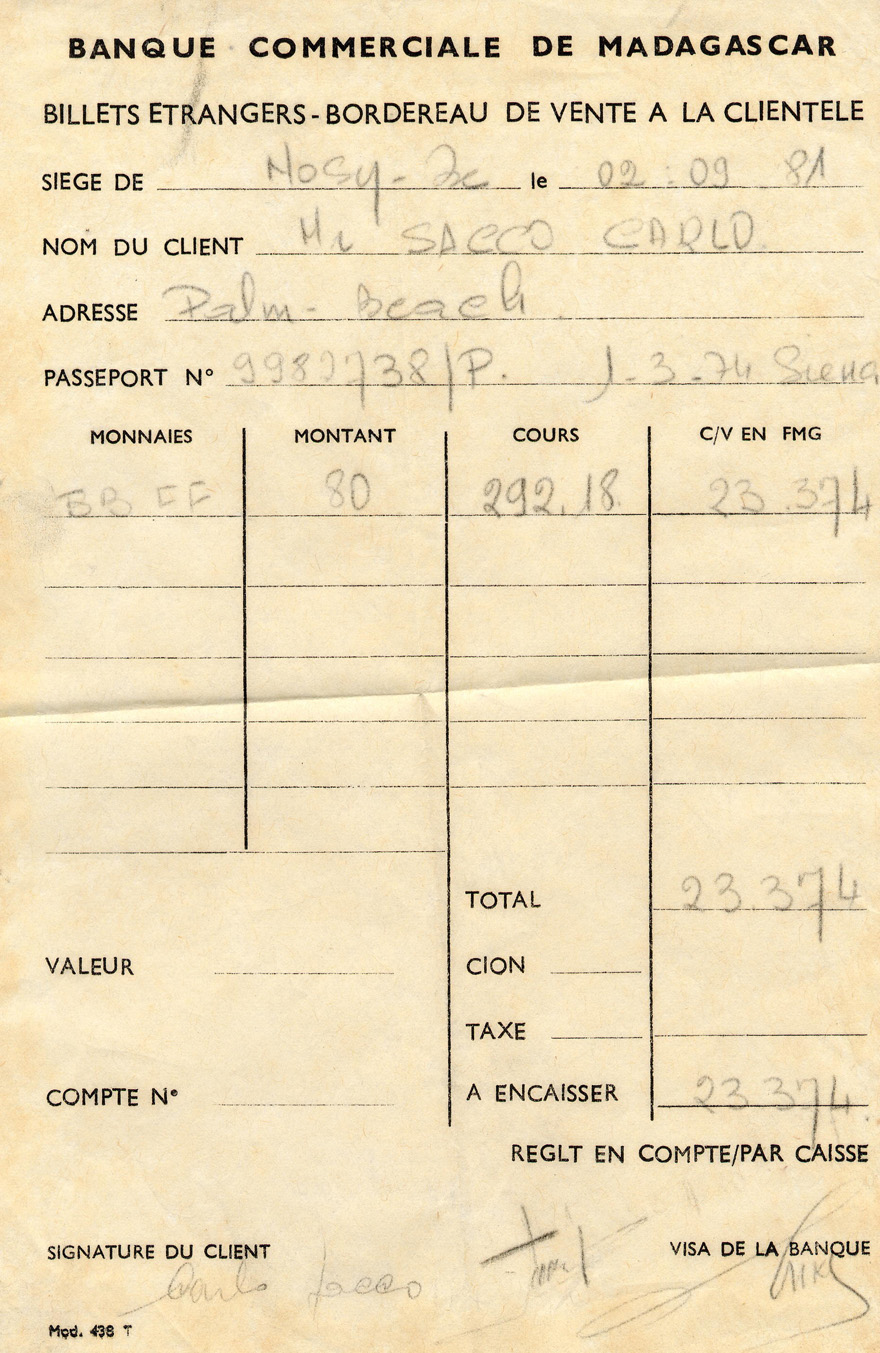 BANQUE COMMERCIALE DE MADAGASCAR
BILLETS ETRANGERS - BORDEREAU DE VENTE A LA CLIENTELE
SIEGE DE Nosy - Be le 02 : 09 81
NOM DU CLIENT Mr SACCO CARLO
ADRESSE Palm - Beach
PASSEPORT N° /P. 1 - 3 - 74 Siena
MONNAIES MONTANT COURS C/V EN FMG
BB FF 80 292,18 23.374
TOTAL 23.374
VALEUR CION
TAXE
COMPTE N° A ENCAISSER 23.374
REGLT EN COMPTE/PAR CAISSE
SIGNATURE DU CLIENT VISA DE LA BANQUE
Carlo Sacco
Mod. 438 T